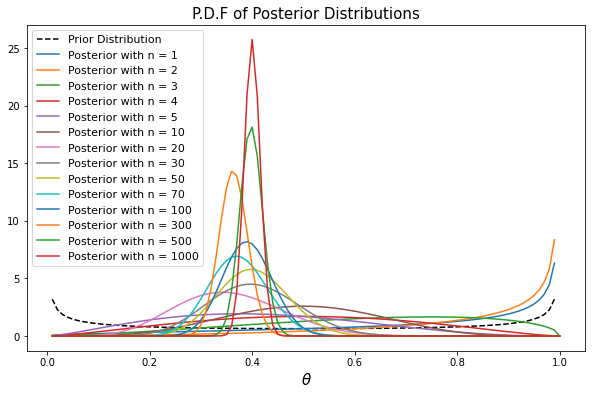 P.D.F of Posterior Distributions
25
20
15
10
5
0
Prior Distribution
Posterior with n = 1
Posterior with n = 2
Posterior with n = 3
Posterior with n = 4
Posterior with n = 5
Posterior with n = 10
Posterior with n = 20
Posterior with n = 30
Posterior with n = 50
Posterior with n = 70
Posterior with n = 100
Posterior with n = 300
Posterior with n = 500
Posterior with n = 1000
0.0 0.2 0.4 0.6 0.8 1.0
θ